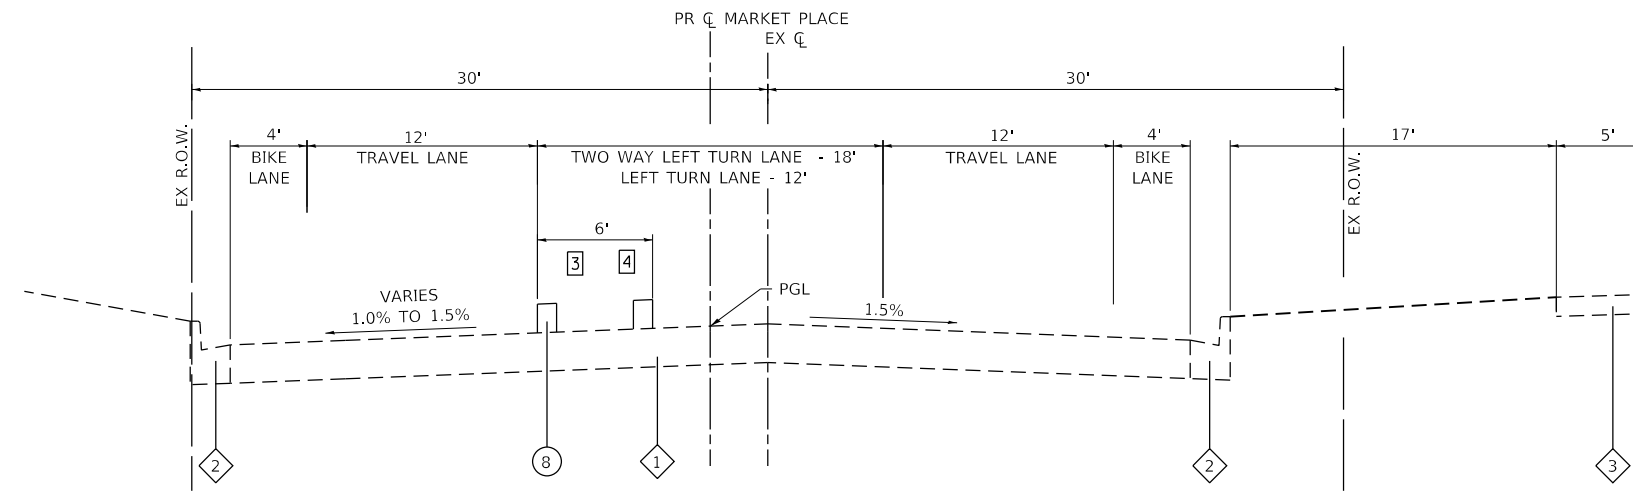 PR ℄ MARKET PLACE
EX ℄
30'
30'
EX R.O.W.
4'
BIKE
LANE
12'
TRAVEL LANE
TWO WAY LEFT TURN LANE - 18'
LEFT TURN LANE - 12'
12'
TRAVEL LANE
4'
BIKE
LANE
17'
5'
EX R.O.W.
6'
3
4
VARIES
1.0% TO 1.5%
PGL
1.5%
2
8
1
2
3